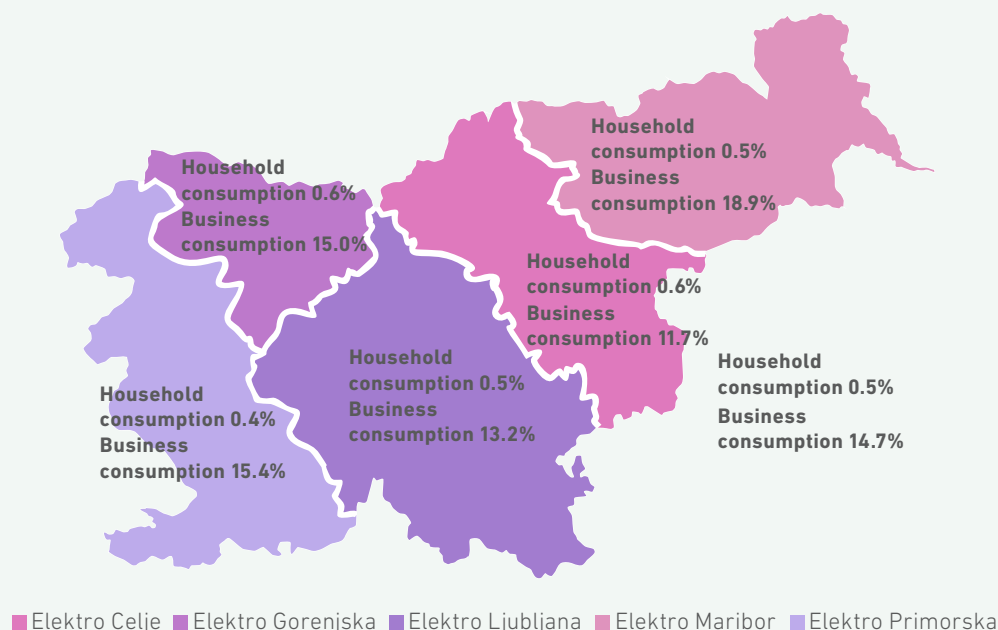 Household
consumption 0.5%
Business
consumption 18.9%
Household
consumption 0.6%
Business
consumption 15.0%
Household
consumption 0.6%
Business
consumption 11.7%
Household
consumption 0.5%
Business
consumption 13.2%
Household
consumption 0.5%
Business
consumption 14.7%
Household
consumption 0.4%
Business
consumption 15.4%
Elektro Celje Elektro Gorenjska Elektro Ljubljana Elektro Maribor Elektro Primorska